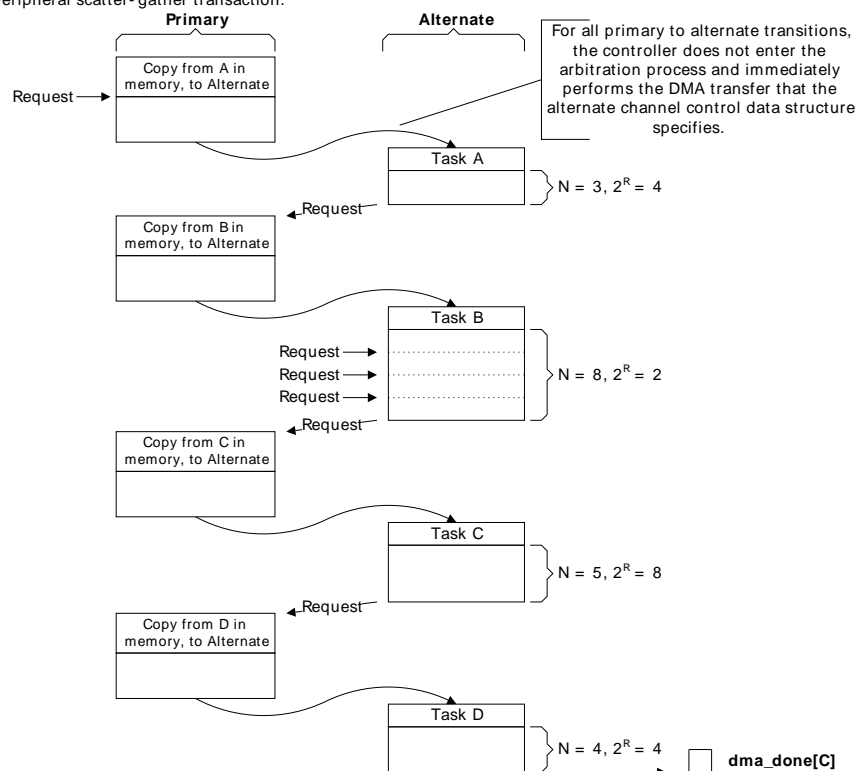 eripheral scatter- gather transaction.
Primary
Alternate
For all primary to alternate transitions,
the controller does not enter the
arbitration process and immediately
performs the DMA transfer that the
alternate channel control data structure
specifies.
Copy from A in
memory, to Alternate
Request
Task A
N = 3, 2^R = 4
Request
Copy from B in
memory, to Alternate
Task B
Request
Request
Request
N = 8, 2^R = 2
Request
Copy from C in
memory, to Alternate
Task C
N = 5, 2^R = 8
Request
Copy from D in
memory, to Alternate
Task D
N = 4, 2^R = 4
dma_done[C]